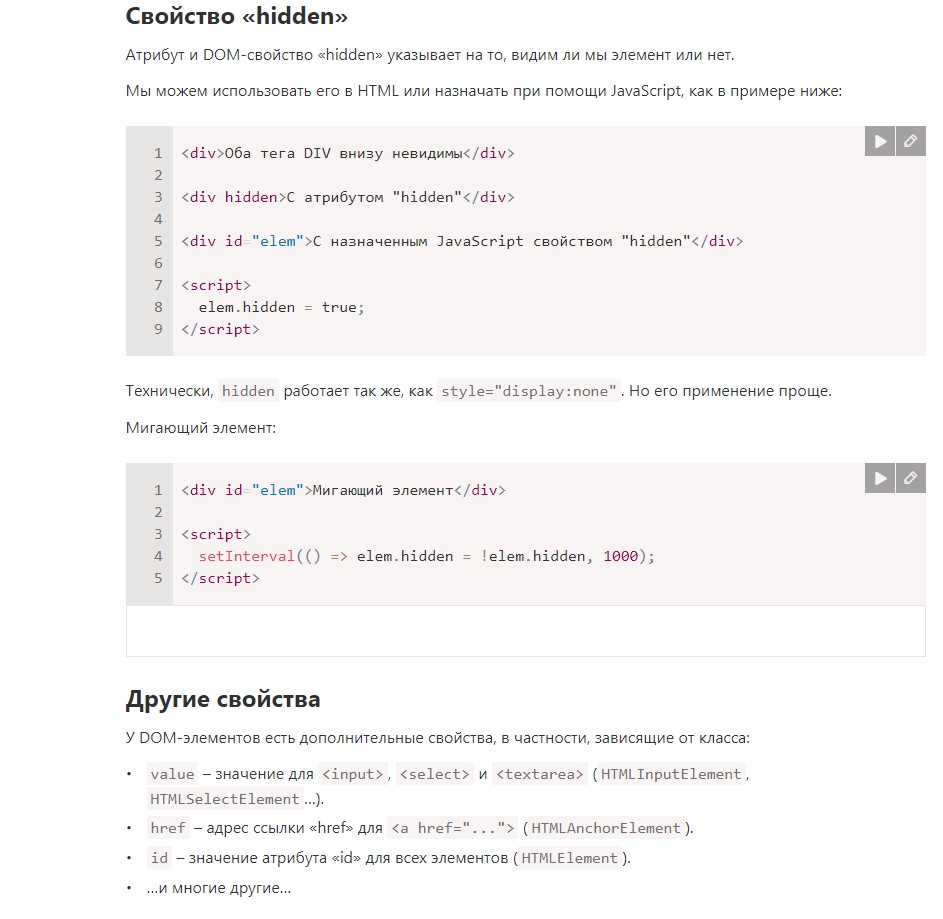 Свойство «hidden»
Атрибут и DOM-свойство «hidden» указывает на то, видим ли мы элемент или нет.
Мы можем использовать его в HTML или назначать при помощи JavaScript, как в примере ниже:
1 <div>Оба тега DIV внизу невидимы</div>
2
3 <div hidden>С атрибутом "hidden"</div>
4
5 <div id="elem">С назначенным JavaScript свойством "hidden"</div>
6
7 <script>
8 elem.hidden = true;
9 </script>
Технически, hidden работает так же, как style="display:none". Но его применение проще.
Мигающий элемент:
1 <div id="elem">Мигающий элемент</div>
2
3 <script>
4 setInterval(() => elem.hidden = !elem.hidden, 1000);
5 </script>
Другие свойства
У DOM-элементов есть дополнительные свойства, в частности, зависящие от класса:
• value – значение для <input>, <select> и <textarea> (HTMLInputElement,
HTMLSelectElement…).
• href – адрес ссылки «href» для <a href="..."> (HTMLAnchorElement).
• id – значение атрибута «id» для всех элементов (HTMLElement).
• …и многие другие…